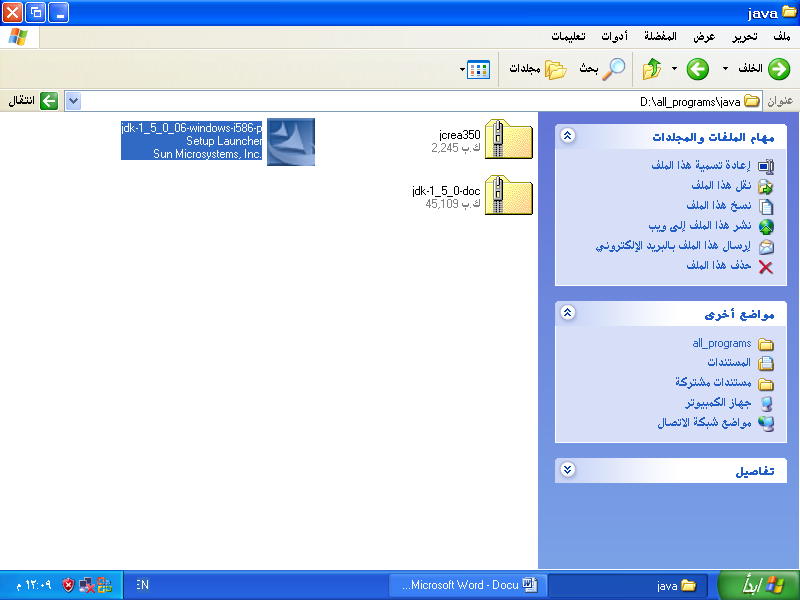 java
ملف تحرير عرض المفضلة أدوات تعليمات
الخلف بحث مجلدات
عنوان D:\all_programs\java انتقال
مهام الملفات والمجلدات
إعادة تسمية هذا الملف
نقل هذا الملف
نسخ هذا الملف
نشر هذا الملف إلى ويب
إرسال هذا الملف بالبريد الإلكتروني
حذف هذا الملف
مواضع أخرى
all_programs
المستندات
مستندات مشتركة
جهاز الكمبيوتر
مواضع شبكة الاتصال
تفاصيل
jcrea350
2,245 ك.ب
jdk-1_5_0-doc
45,109 ك.ب
jdk-1_5_0_06-windows-i586-p
Setup Launcher
Sun Microsystems, Inc.
ابدأ
java
Microsoft Word - Docu...
EN
١٢:٠٩ م